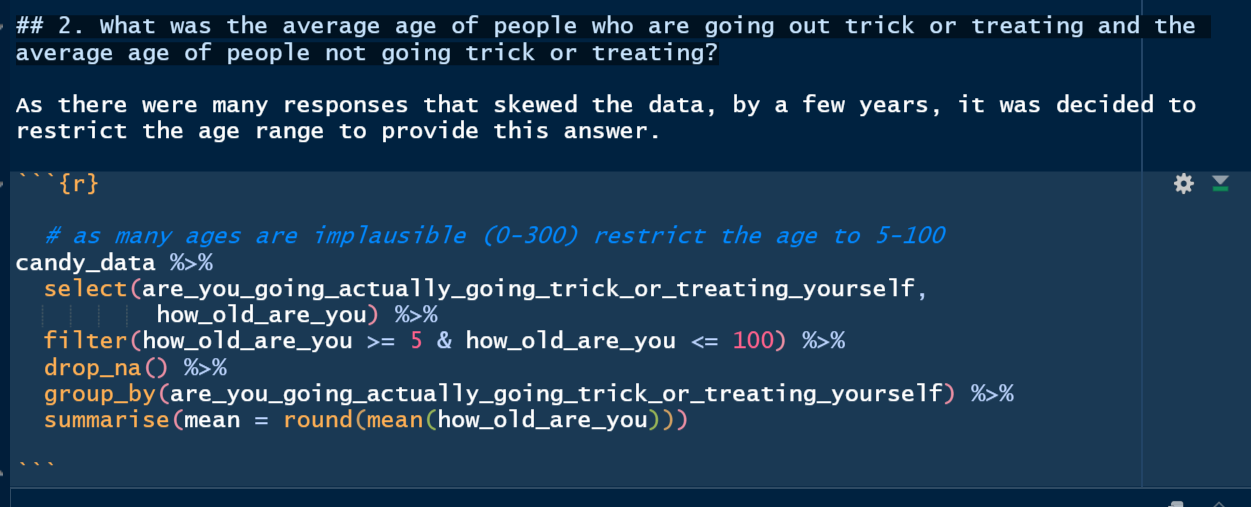 ## 2. What was the average age of people who are going out trick or treating and the
average age of people not going trick or treating?
As there were many responses that skewed the data, by a few years, it was decided to
restrict the age range to provide this answer.
```{r}
# as many ages are implausible (0-300) restrict the age to 5-100
candy_data %>%
select(are_you_going_actually_going_trick_or_treating_yourself,
how_old_are_you) %>%
filter(how_old_are_you >= 5 & how_old_are_you <= 100) %>%
drop_na() %>%
group_by(are_you_going_actually_going_trick_or_treating_yourself) %>%
summarise(mean = round(mean(how_old_are_you)))
```